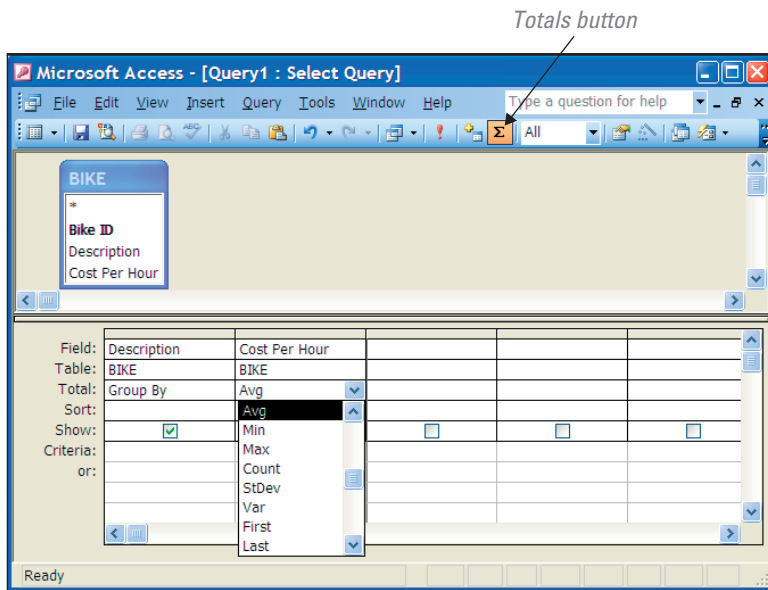 Totals button
Microsoft Access - [Query1 : Select Query]
File Edit View Insert Query Tools Window Help Type a question for help
Σ All
BIKE
*
Bike ID
Description
Cost Per Hour
Field: Description Cost Per Hour
Table: BIKE BIKE
Total: Group By Avg
Sort: Avg
Show: Min
Criteria: Max
or: Count
StDev
Var
First
Last
Ready